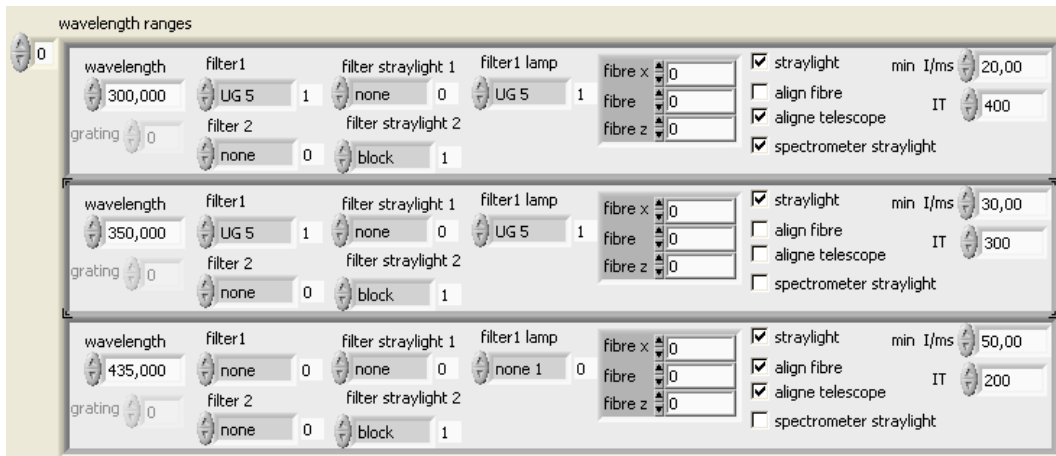 wavelength ranges
0
wavelength filter1 filter straylight 1 filter1 lamp fibre x 0 straylight min I/ms 20,00
300,000 UG 5 1 none 0 UG 5 1 fibre 0 align fibre IT 400
grating 0 filter 2 filter straylight 2 fibre z 0 aligne telescope
none 0 block 1 spectrometer straylight
wavelength filter1 filter straylight 1 filter1 lamp fibre x 0 straylight min I/ms 30,00
350,000 UG 5 1 none 0 UG 5 1 fibre 0 align fibre IT 300
grating 0 filter 2 filter straylight 2 fibre z 0 aligne telescope
none 0 block 1 spectrometer straylight
wavelength filter1 filter straylight 1 filter1 lamp fibre x 0 straylight min I/ms 50,00
435,000 none 0 none 0 none 1 0 fibre 0 align fibre IT 200
grating 0 filter 2 filter straylight 2 fibre z 0 aligne telescope
none 0 block 1 spectrometer straylight